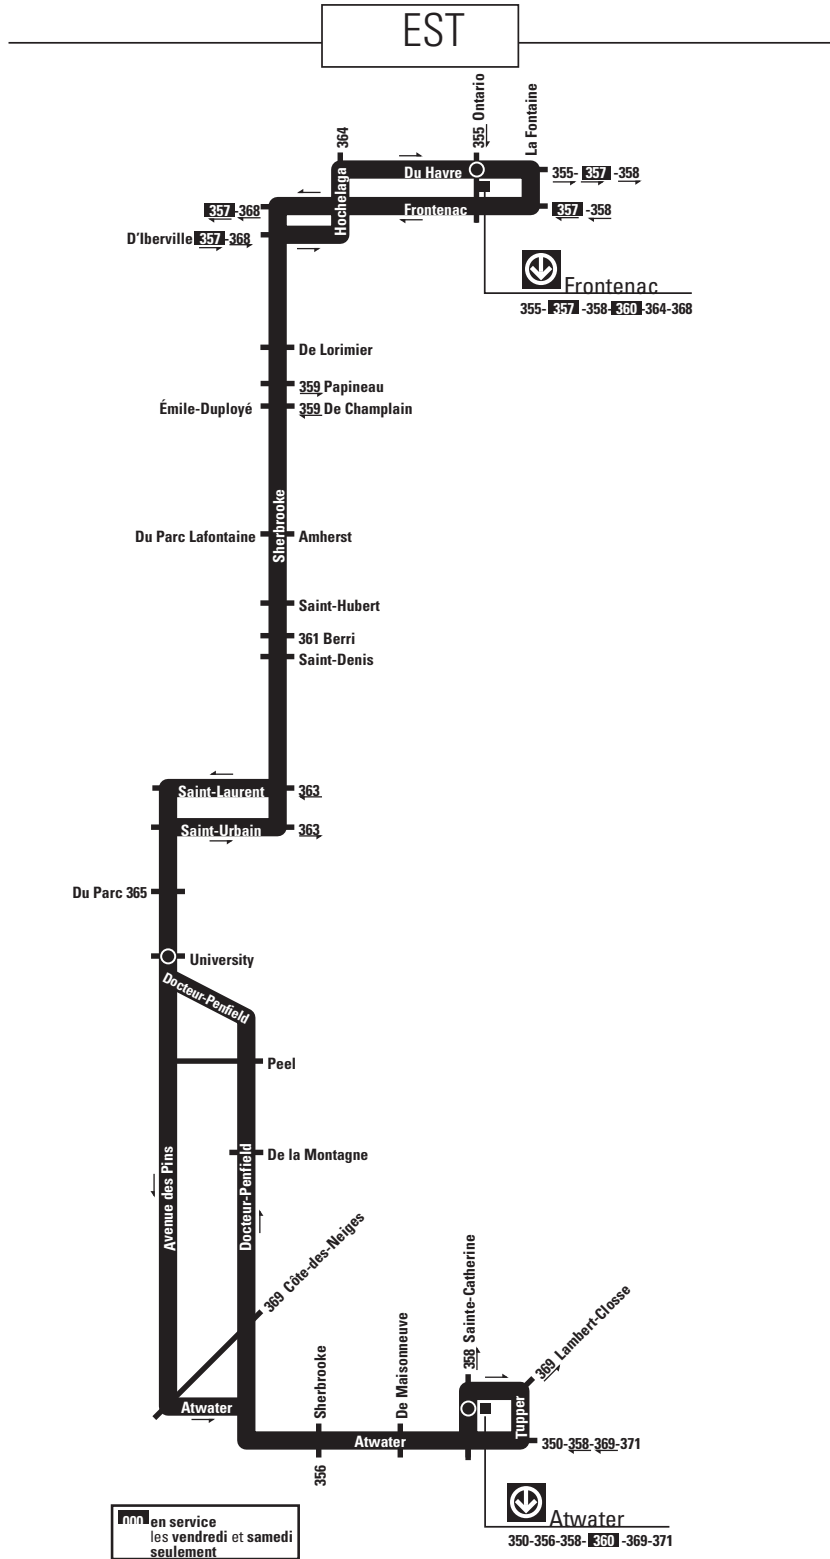 EST
364
355 Ontario
La Fontaine
Du Havre
355- 357 -358
Hochelaga
357-368
Frontenac
357 -358
D'Iberville 357-368
Frontenac
355- 357 -358- 360 -364-368
De Lorimier
359 Papineau
Émile-Duployé
359 De Champlain
Sherbrooke
Du Parc Lafontaine
Amherst
Saint-Hubert
361 Berri
Saint-Denis
Saint-Laurent
363
Saint-Urbain
363
Du Parc 365
University
Docteur-Penfield
Peel
De la Montagne
Avenue des Pins
Docteur-Penfield
369 Côte-des-Neiges
Sherbrooke
De Maisonneuve
358 Sainte-Catherine
369 Lambert-Closse
Atwater
Tupper
Atwater
350-358-369-371
356
Atwater
350-356-358- 360 -369-371
000 en service
les vendredi et samedi
seulement